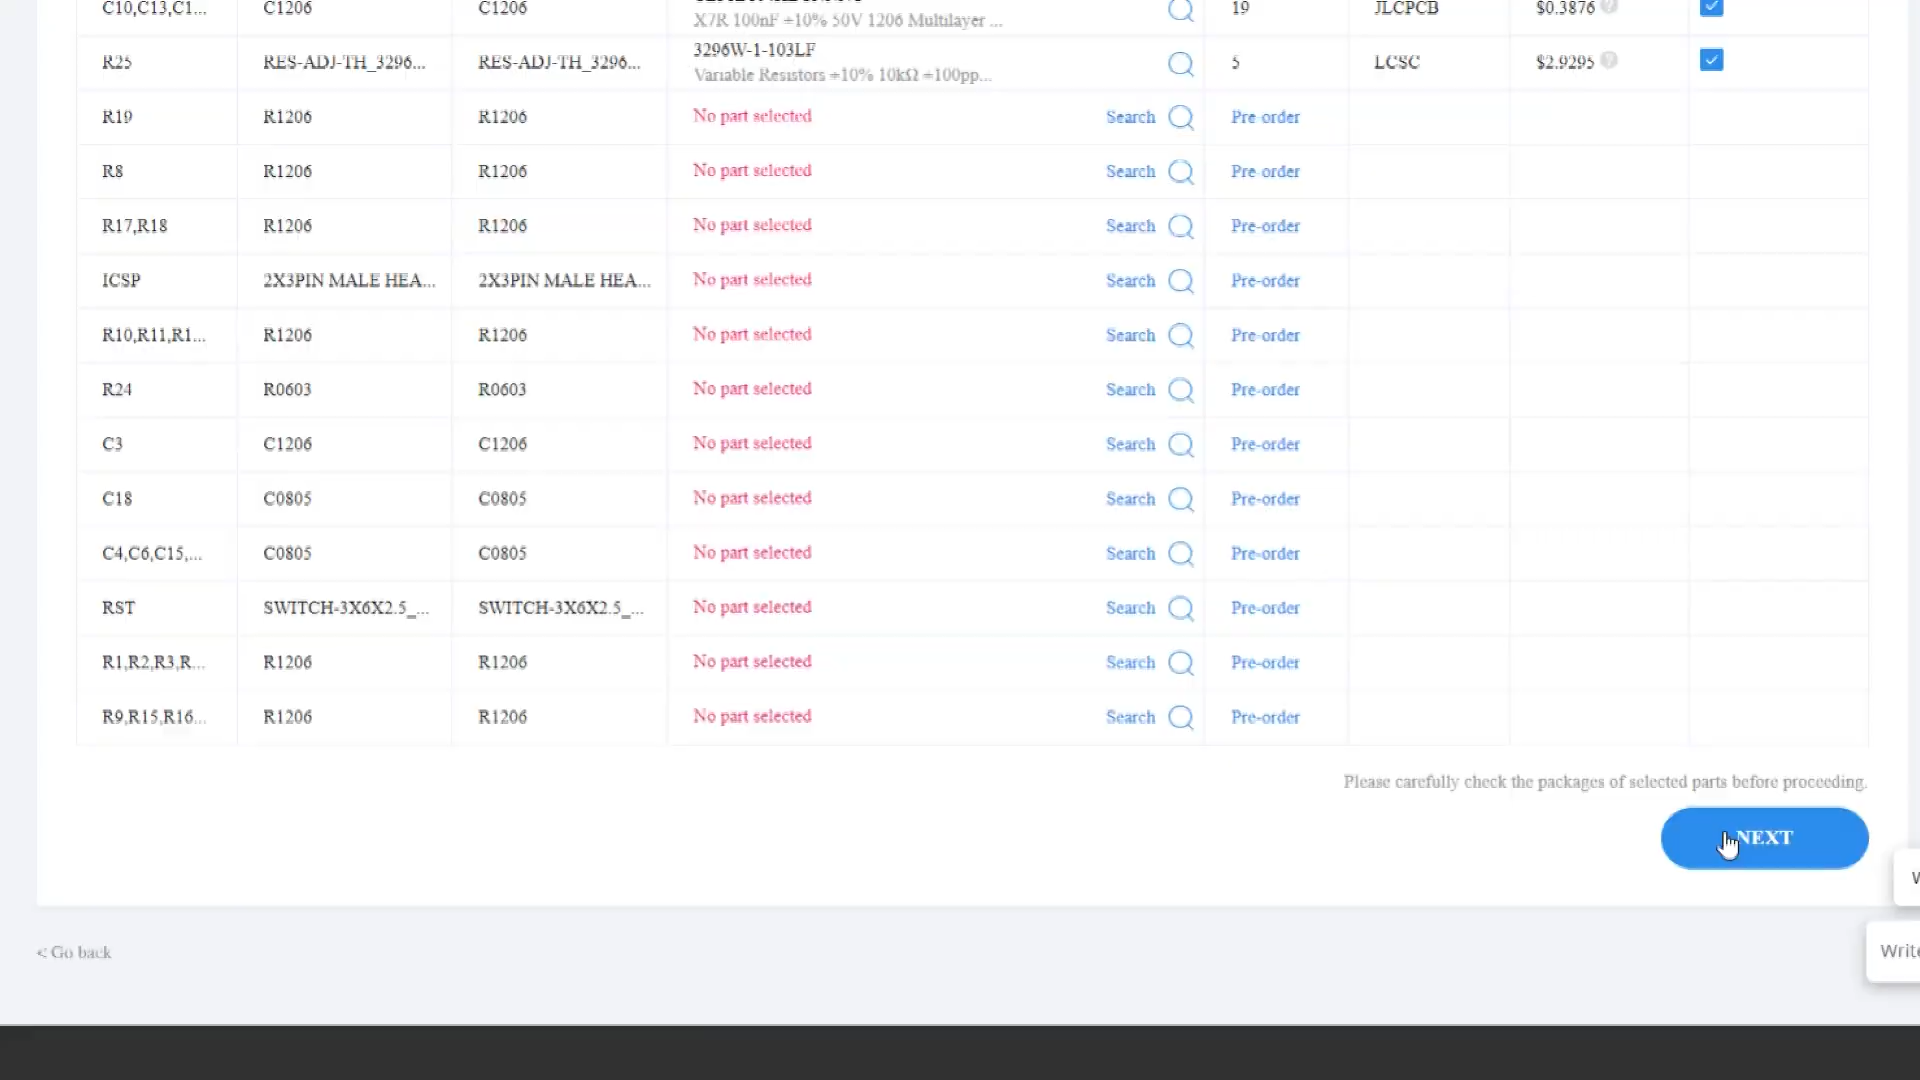 C10,C13,C1... C1206 C1206 19 JLCPCB $0.3876
X7R 100nF ±10% 50V 1206 Multilayer ...
3296W-1-103LF
R25 RES-ADJ-TH_3296... RES-ADJ-TH_3296... 5 LCSC $2.9295
Variable Resistors ±10% 10kΩ ±100pp...
R19 R1206 R1206 No part selected Search Pre-order
R8 R1206 R1206 No part selected Search Pre-order
R17,R18 R1206 R1206 No part selected Search Pre-order
ICSP 2X3PIN MALE HEA... 2X3PIN MALE HEA... No part selected Search Pre-order
R10,R11,R1... R1206 R1206 No part selected Search Pre-order
R24 R0603 R0603 No part selected Search Pre-order
C3 C1206 C1206 No part selected Search Pre-order
C18 C0805 C0805 No part selected Search Pre-order
C4,C6,C15,... C0805 C0805 No part selected Search Pre-order
RST SWITCH-3X6X2.5_... SWITCH-3X6X2.5_... No part selected Search Pre-order
R1,R2,R3,R... R1206 R1206 No part selected Search Pre-order
R9,R15,R16... R1206 R1206 No part selected Search Pre-order
Please carefully check the packages of selected parts before proceeding.
NEXT
< Go back